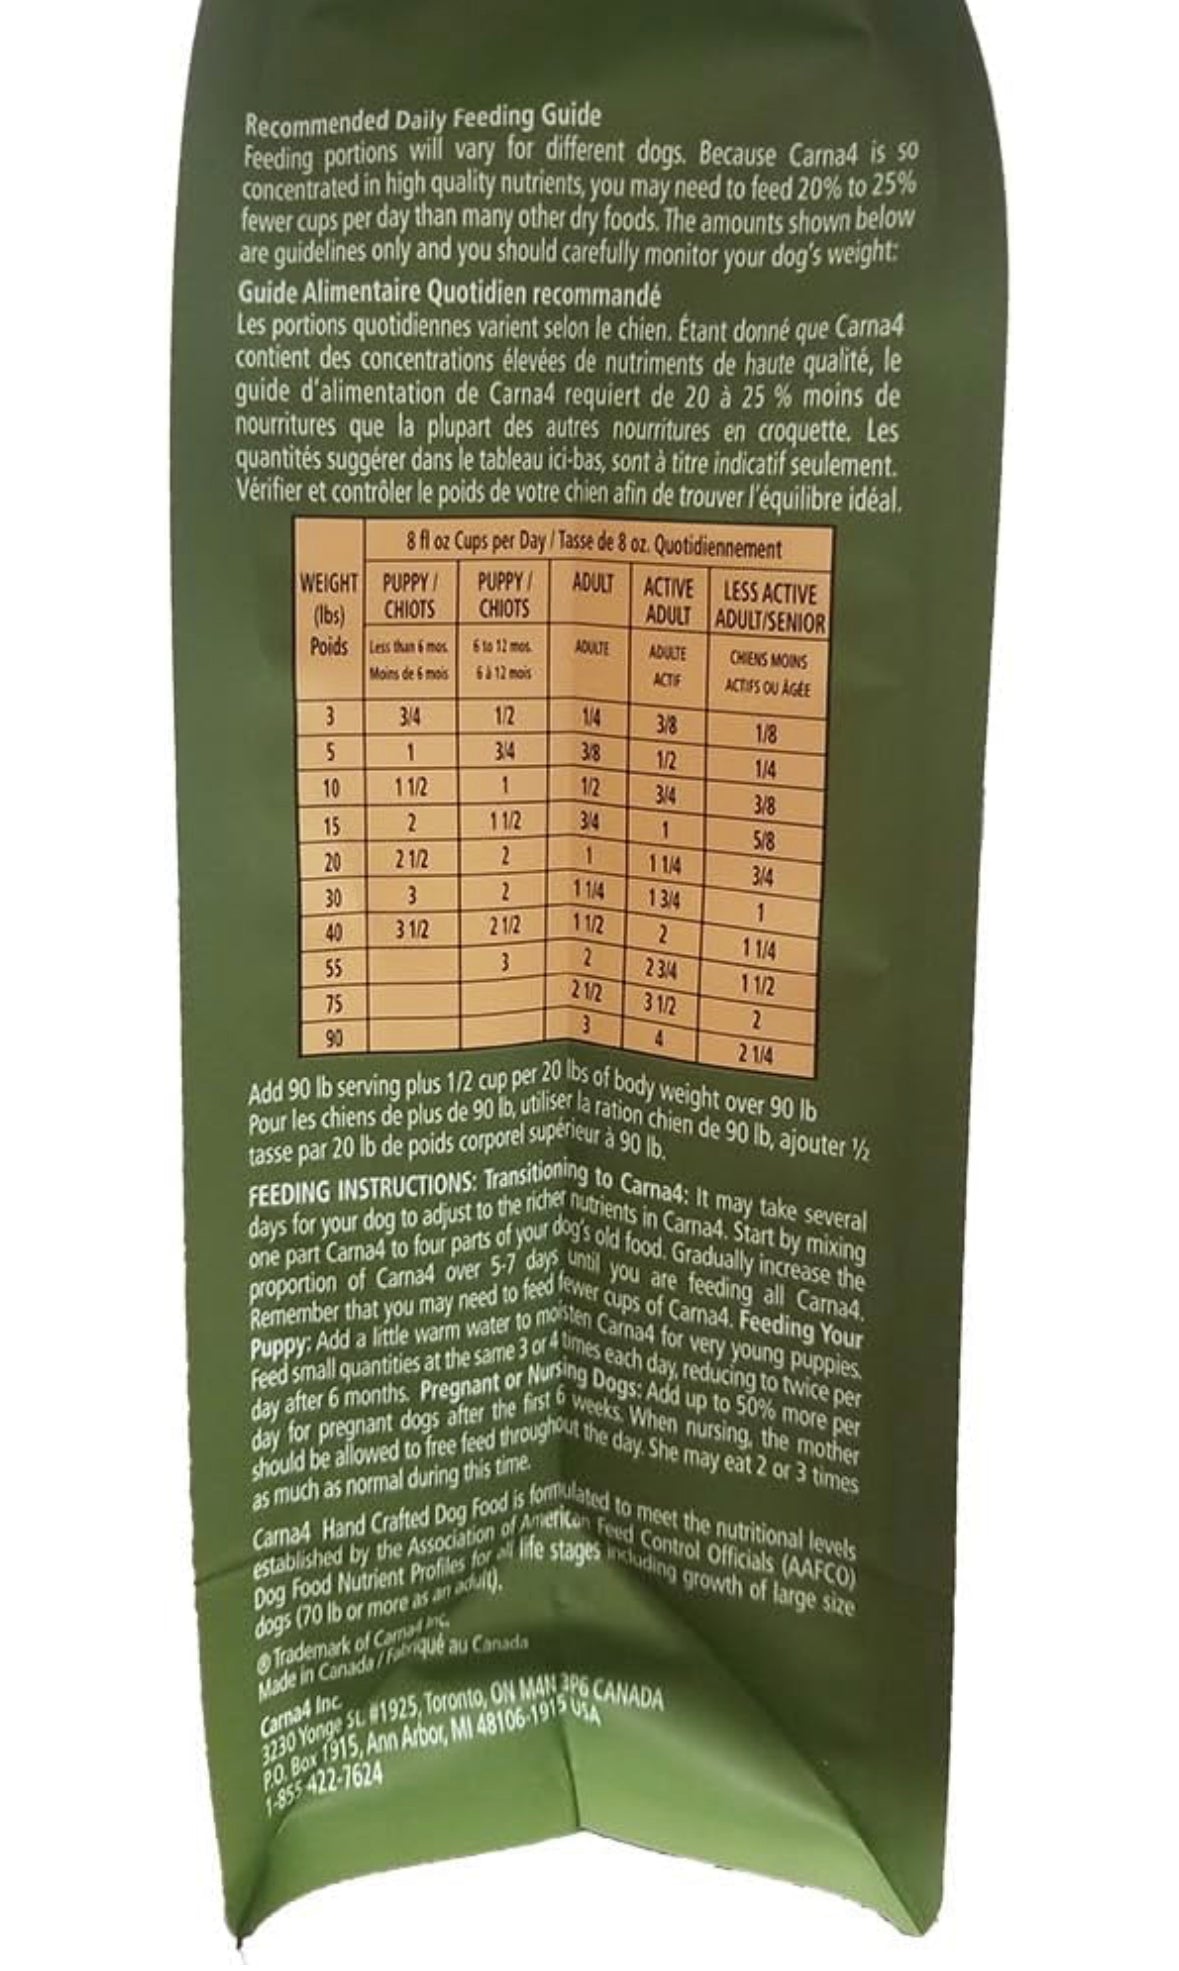 Recommended Daily Feeding Guide
Feeding portions will vary for different dogs. Because Carna4 is so
concentrated in high quality nutrients, you may need to feed 20% to 25%
fewer cups per day than many other dry foods. The amounts shown below
are guidelines only and you should carefully monitor your dog's weight:
Guide Alimentaire Quotidien recommandé
Les portions quotidiennes varient selon le chien. Étant donné que Carna4
contient des concentrations élevées de nutriments de haute qualité, le
guide d'alimentation de Carna4 requiert de 20 à 25 % moins de
nourritures que la plupart des autres nourritures en croquette. Les
quantités suggérer dans le tableau ici-bas, sont à titre indicatif seulement.
Vérifier et contrôler le poids de votre chien afin de trouver l'équilibre idéal.
8 fl oz Cups per Day / Tasse de 8 oz. Quotidiennement
WEIGHT PUPPY / PUPPY / ADULT ACTIVE LESS ACTIVE
(lbs) CHIOTS CHIOTS ADULT ADULT/SENIOR
Poids Less than 6 mos. 6 to 12 mos. ADULTE ADULTE CHIENS MOINS
Moins de 6 mois 6 à 12 mois ACTIF ACTIFS OU ÂGÉE
3 3/4 1/2 1/4 3/8 1/8
5 1 3/4 3/8 1/2 1/4
10 1 1/2 1 1/2 3/4 3/8
15 2 1 1/2 3/4 1 5/8
20 2 1/2 2 1 1 1/4 3/4
30 3 2 1 1/4 1 3/4 1
40 3 1/2 2 1/2 1 1/2 2 1 1/4
55 3 2 2 3/4 1 1/2
75 2 1/2 3 1/2 2
90 3 4 2 1/4
Add 90 lb serving plus 1/2 cup per 20 lbs of body weight over 90 lb
Pour les chiens de plus de 90 lb, utiliser la ration chien de 90 lb, ajouter ½
tasse par 20 lb de poids corporel supérieur à 90 lb.
FEEDING INSTRUCTIONS: Transitioning to Carna4: It may take several
days for your dog to adjust to the richer nutrients in Carna4. Start by mixing
one part Carna4 to four parts of your dog's old food. Gradually increase the
proportion of Carna4 over 5-7 days until you are feeding all Carna4.
Remember that you may need to feed fewer cups of Carna4. Feeding Your
Puppy: Add a little warm water to moisten Carna4 for very young puppies.
Feed small quantities at the same 3 or 4 times each day, reducing to twice per
day after 6 months. Pregnant or Nursing Dogs: Add up to 50% more per
day for pregnant dogs after the first 6 weeks. When nursing, the mother
should be allowed to free feed throughout the day. She may eat 2 or 3 times
as much as normal during this time.
Carna4 Hand Crafted Dog Food is formulated to meet the nutritional levels
established by the Association of American Feed Control Officials (AAFCO)
Dog Food Nutrient Profiles for all life stages including growth of large size
dogs (70 lb or more as an adult).
® Trademark of Carna4 Inc.
Made in Canada / Fabriqué au Canada
Carna4 Inc.
3230 Yonge St. #1925, Toronto, ON M4N 3P6 CANADA
P.O. Box 1915, Ann Arbor, MI 48106-1915 USA
1-855-422-7624